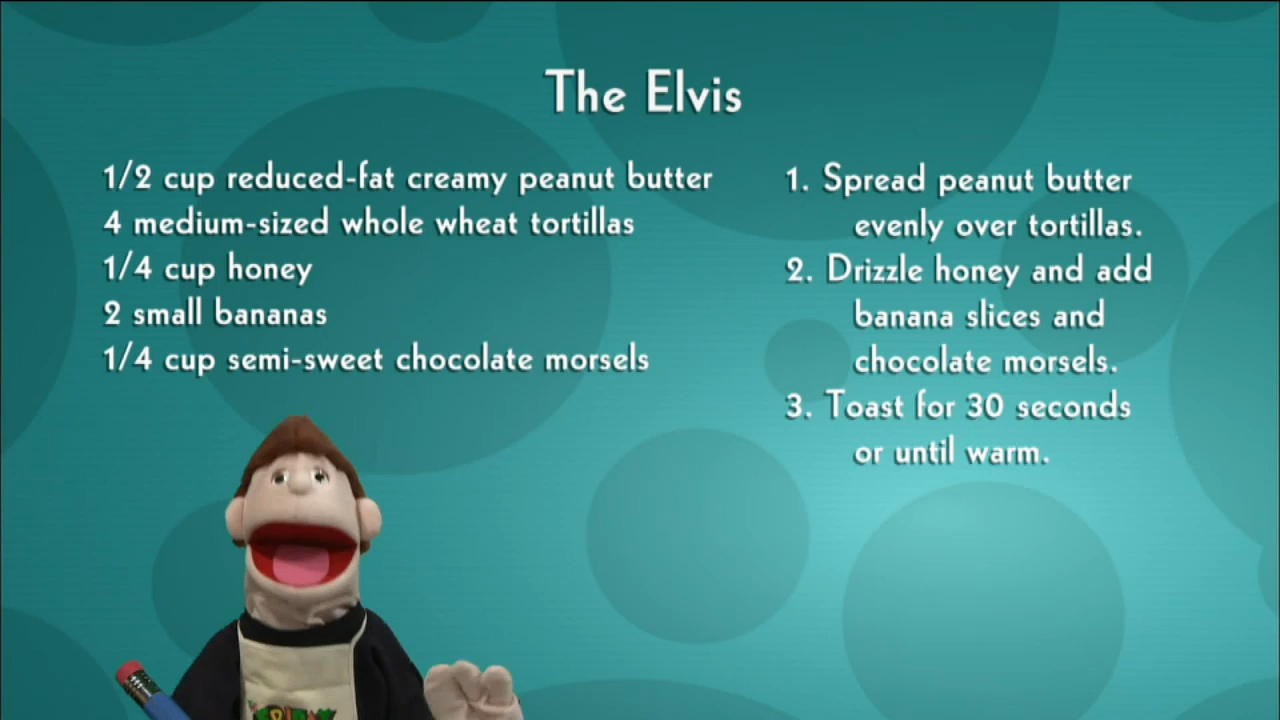 The Elvis
1/2 cup reduced-fat creamy peanut butter
4 medium-sized whole wheat tortillas
1/4 cup honey
2 small bananas
1/4 cup semi-sweet chocolate morsels
1. Spread peanut butter
evenly over tortillas.
2. Drizzle honey and add
banana slices and
chocolate morsels.
3. Toast for 30 seconds
or until warm.